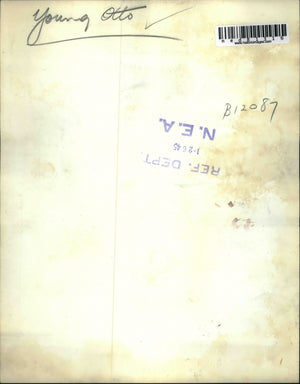 Young Otto
B12087
REF. DEPT
N.E.A.